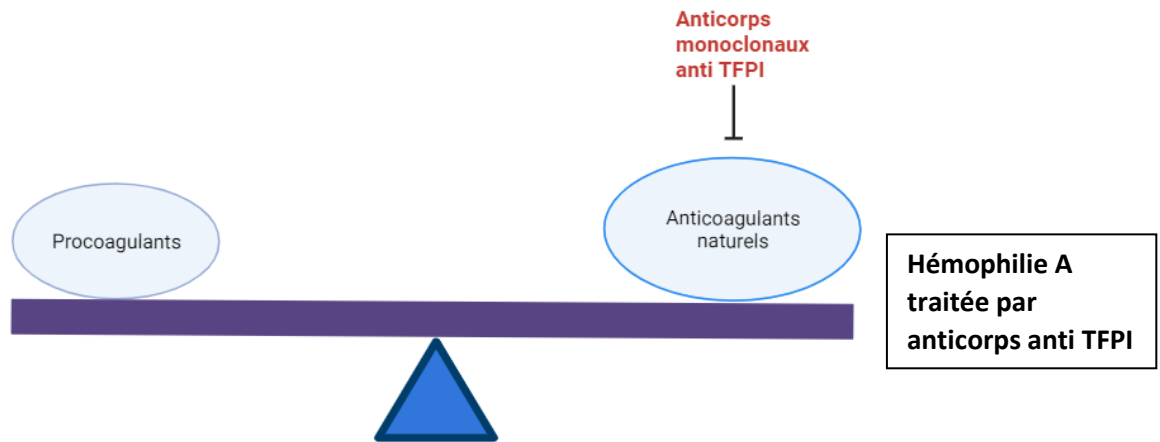 Anticorps
monoclonaux
anti TFPI
Procoagulants
Anticoagulants
naturels
Hémophilie A
traitée par
anticorps anti TFPI